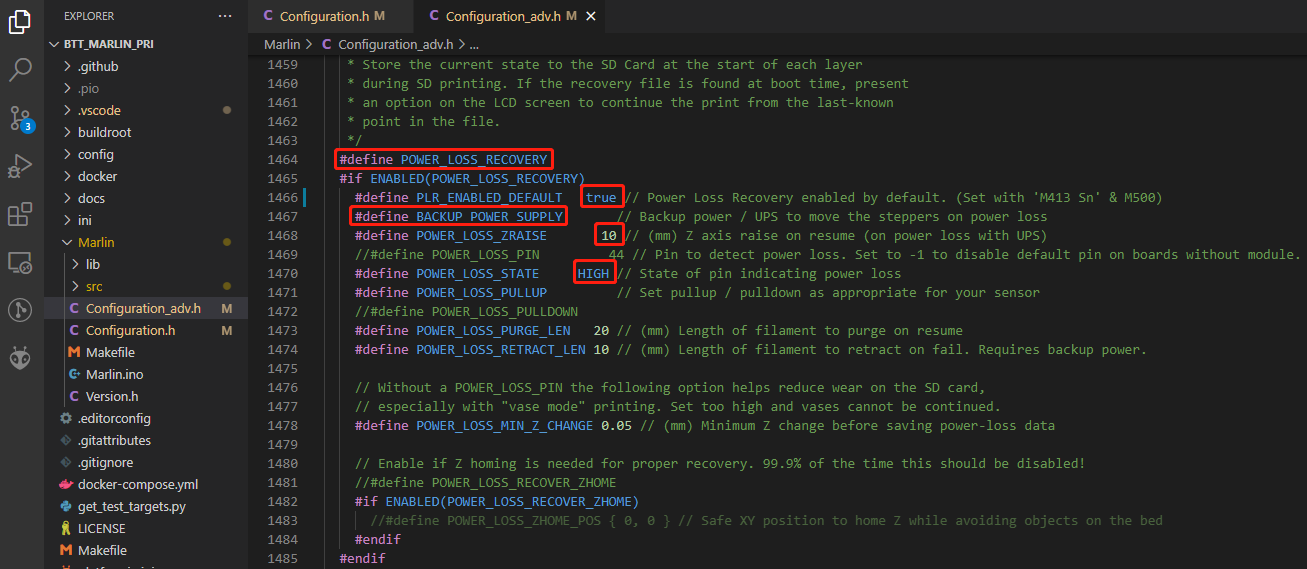 EXPLORER
BTT_MARLIN_PRI
.github
.pio
.vscode
buildroot
config
docker
docs
ini
Marlin
lib
src
C Configuration_adv.h M
C Configuration.h M
M Makefile
Marlin.ino
C Version.h
.editorconfig
.gitattributes
.gitignore
docker-compose.yml
get_test_targets.py
LICENSE
M Makefile
3
C Configuration.h M
C Configuration_adv.h M ×
Marlin > C Configuration_adv.h > ...
1459 * Store the current state to the SD Card at the start of each layer
1460 * during SD printing. If the recovery file is found at boot time, present
1461 * an option on the LCD screen to continue the print from the last-known
1462 * point in the file.
1463 */
1464 #define POWER_LOSS_RECOVERY
1465 #if ENABLED(POWER_LOSS_RECOVERY)
1466 #define PLR_ENABLED_DEFAULT true // Power Loss Recovery enabled by default. (Set with 'M413 Sn' & M500)
1467 #define BACKUP_POWER_SUPPLY // Backup power / UPS to move the steppers on power loss
1468 #define POWER_LOSS_ZRAISE 10 // (mm) Z axis raise on resume (on power loss with UPS)
1469 //#define POWER_LOSS_PIN 44 // Pin to detect power loss. Set to -1 to disable default pin on boards without module.
1470 #define POWER_LOSS_STATE HIGH // State of pin indicating power loss
1471 #define POWER_LOSS_PULLUP // Set pullup / pulldown as appropriate for your sensor
1472 //#define POWER_LOSS_PULLDOWN
1473 #define POWER_LOSS_PURGE_LEN 20 // (mm) Length of filament to purge on resume
1474 #define POWER_LOSS_RETRACT_LEN 10 // (mm) Length of filament to retract on fail. Requires backup power.
1475
1476 // Without a POWER_LOSS_PIN the following option helps reduce wear on the SD card,
1477 // especially with "vase mode" printing. Set too high and vases cannot be continued.
1478 #define POWER_LOSS_MIN_Z_CHANGE 0.05 // (mm) Minimum Z change before saving power-loss data
1479
1480 // Enable if Z homing is needed for proper recovery. 99.9% of the time this should be disabled!
1481 //#define POWER_LOSS_RECOVER_ZHOME
1482 #if ENABLED(POWER_LOSS_RECOVER_ZHOME)
1483 //#define POWER_LOSS_ZHOME_POS { 0, 0 } // Safe XY position to home Z while avoiding objects on the bed
1484 #endif
1485 #endif